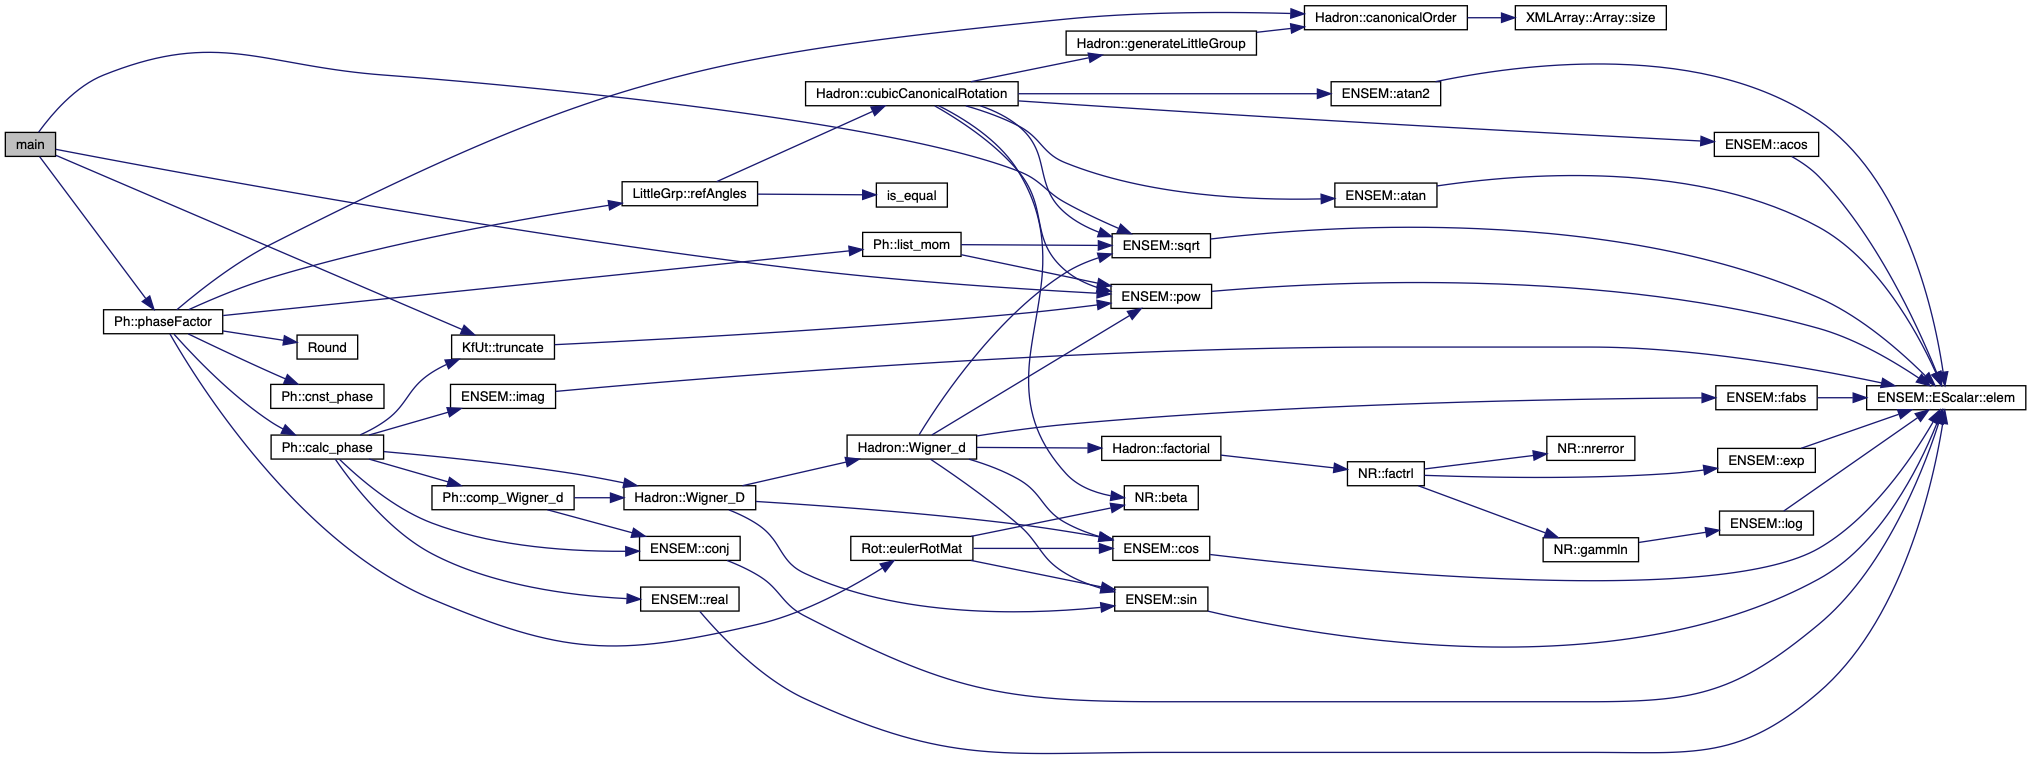 Hadron::canonicalOrder
XMLArray::Array::size
Hadron::generateLittleGroup
Hadron::cubicCanonicalRotation
ENSEM::atan2
main
ENSEM::acos
LittleGrp::refAngles
is_equal
ENSEM::atan
Ph::list_mom
ENSEM::sqrt
ENSEM::pow
Ph::phaseFactor
Round
KfUt::truncate
Ph::cnst_phase
ENSEM::imag
ENSEM::fabs
ENSEM::EScalar::elem
Ph::calc_phase
Hadron::Wigner_d
Hadron::factorial
NR::nrerror
ENSEM::exp
NR::factrl
Ph::comp_Wigner_d
Hadron::Wigner_D
NR::beta
ENSEM::log
ENSEM::conj
Rot::eulerRotMat
ENSEM::cos
NR::gammln
ENSEM::real
ENSEM::sin